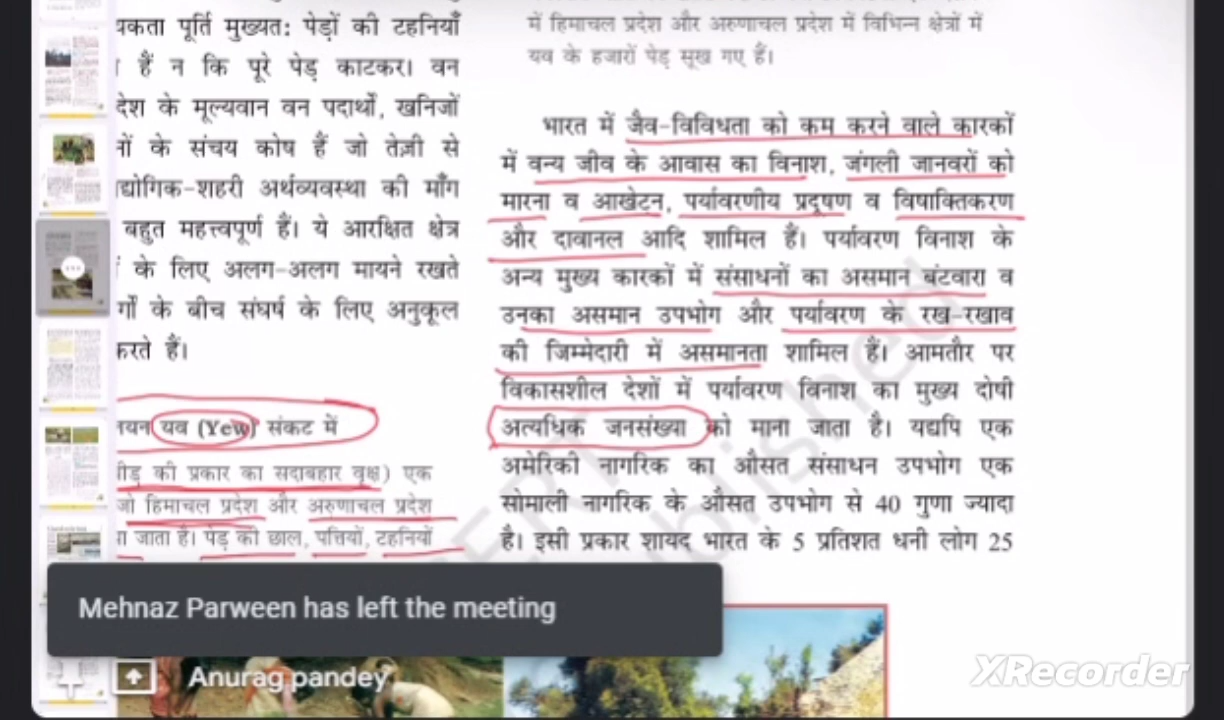 यकता पूर्ति मुख्यत: पेड़ों की टहनियाँ
हैं न कि पूरे पेड़ काटकर। वन
देश के मूल्यवान वन पदार्थों, खनिजों
के संचय कोष हैं जो तेज़ी से
द्योगिक-शहरी अर्थव्यवस्था की माँग
बहुत महत्त्वपूर्ण हैं। ये आरक्षित क्षेत्र
के लिए अलग-अलग मायने रखते
र्गों के बीच संघर्ष के लिए अनुकूल
करते हैं।
यव (Yew) संकट में
की प्रकार का सदाबहार वृक्ष) एक
जो हिमाचल प्रदेश और अरुणाचल प्रदेश
जाता है। पेड़ की छाल, पत्तियों, टहनियों
में हिमाचल प्रदेश और अरुणाचल प्रदेश में विभिन्न क्षेत्रों में
यव के हजारों पेड़ सूख गए हैं।
भारत में जैव-विविधता को कम करने वाले कारकों
में वन्य जीव के आवास का विनाश, जंगली जानवरों को
मारना व आखेटन, पर्यावरणीय प्रदूषण व विषाक्तिकरण
और दावानल आदि शामिल हैं। पर्यावरण विनाश के
अन्य मुख्य कारकों में संसाधनों का असमान बंटवारा व
उनका असमान उपभोग और पर्यावरण के रख-रखाव
की जिम्मेदारी में असमानता शामिल हैं। आमतौर पर
विकासशील देशों में पर्यावरण विनाश का मुख्य दोषी
अत्यधिक जनसंख्या को माना जाता है। यद्यपि एक
अमेरिकी नागरिक का औसत संसाधन उपभोग एक
सोमाली नागरिक के औसत उपभोग से 40 गुणा ज्यादा
है। इसी प्रकार शायद भारत के 5 प्रतिशत धनी लोग 25
Mehnaz Parween has left the meeting
Anurag pandey
XRecorder